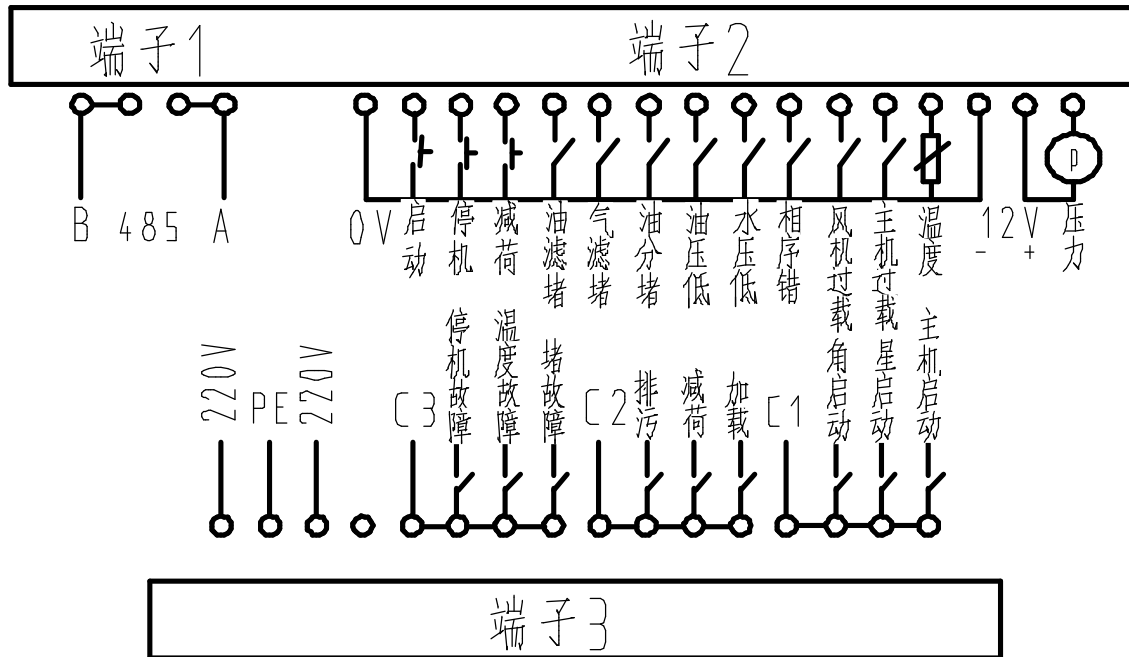 端子1
端子2
B
485
A
0V
启动
停机
减荷
油滤堵
气滤堵
油分堵
油压低
水压低
相序错
风机过载
主机过载
温度
12V
- +
压力
P
220V
PE
220V
C3
停机故障
温度故障
堵故障
C2
排污
减荷
加载
C1
角启动
星启动
主机启动
端子3